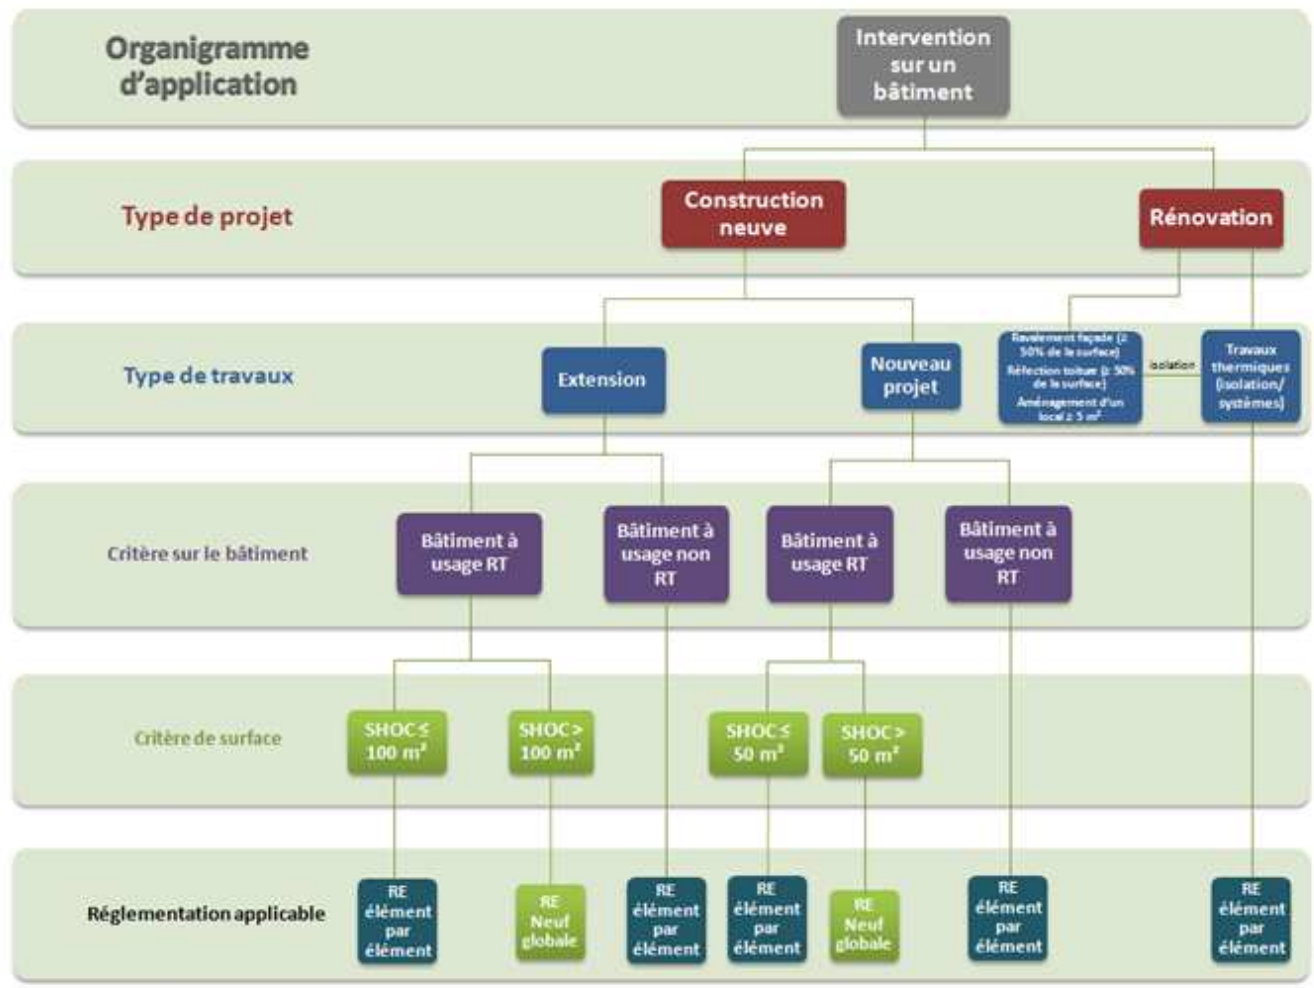 Organigramme
d'application
Intervention
sur un
bâtiment
Type de projet
Construction
neuve
Rénovation
Type de travaux
Extension
Nouveau
projet
Ravalement façade (≥
50% de la surface)
Réfection toiture (≥ 50%
de la surface)
Aménagement d'un
local ≥ 5 m²
isolation
Travaux
thermiques
(isolation/
systèmes)
Critère sur le bâtiment
Bâtiment à
usage RT
Bâtiment à
usage non
RT
Bâtiment à
usage RT
Bâtiment à
usage non
RT
Critère de surface
SHOC ≤
100 m²
SHOC >
100 m²
SHOC ≤
50 m²
SHOC >
50 m²
Réglementation applicable
RE
élément
par
élément
RE
Neuf
globale
RE
élément
par
élément
RE
élément
par
élément
RE
Neuf
globale
RE
élément
par
élément
RE
élément
par
élément